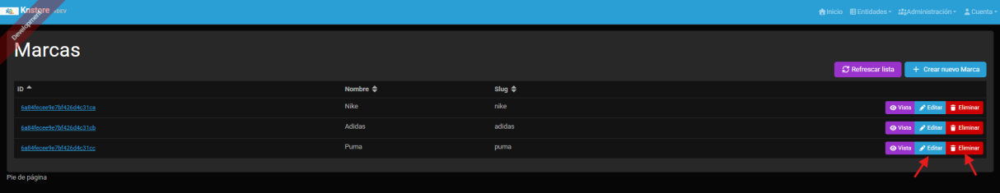 Knstore vDEV
Inicio Entidades Administración Cuenta
Development
Marcas
Refrescar lista Crear nuevo Marca
ID Nombre Slug
6a84fecee9e7bf426d4c31ca Nike nike Vista Editar Eliminar
6a84fecee9e7bf426d4c31cb Adidas adidas Vista Editar Eliminar
6a84fecee9e7bf426d4c31cc Puma puma Vista Editar Eliminar
Pie de página